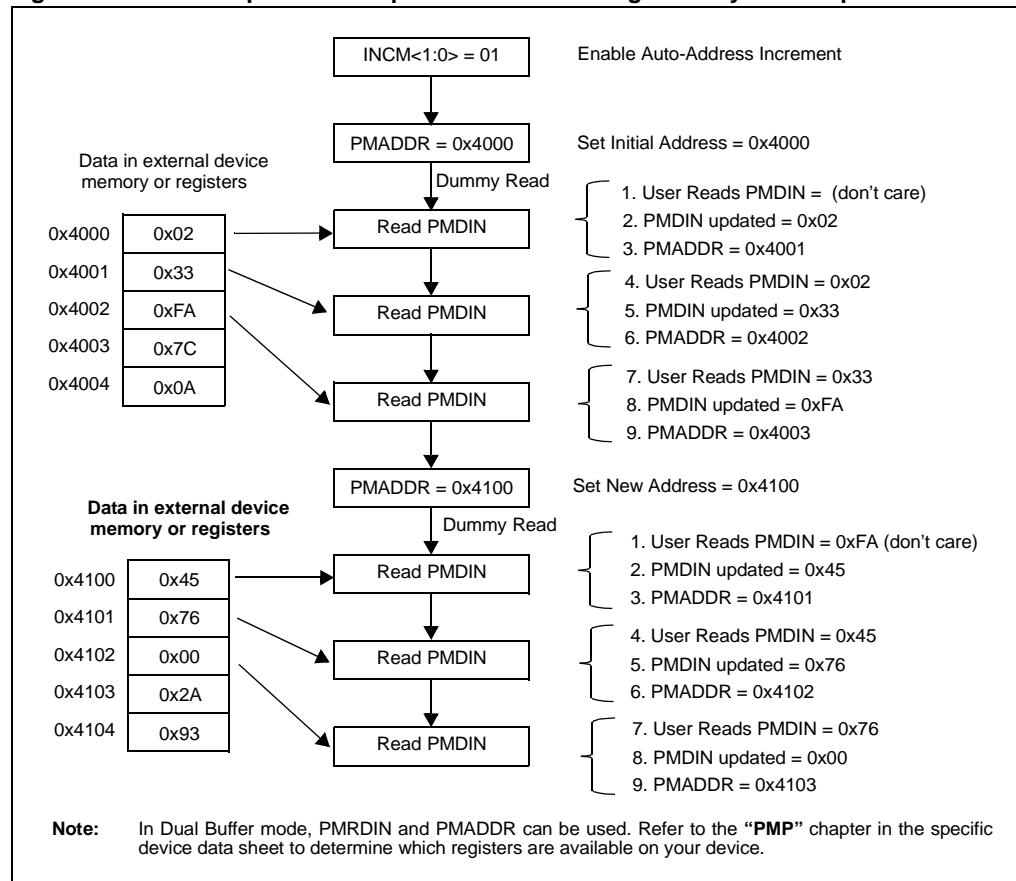 INCM<1:0> = 01
Enable Auto-Address Increment
PMADDR = 0x4000
Set Initial Address = 0x4000
Data in external device
memory or registers
Dummy Read
0x4000 0x02
0x4001 0x33
0x4002 0xFA
0x4003 0x7C
0x4004 0x0A
Read PMDIN
1. User Reads PMDIN = (don't care)
2. PMDIN updated = 0x02
3. PMADDR = 0x4001
Read PMDIN
4. User Reads PMDIN = 0x02
5. PMDIN updated = 0x33
6. PMADDR = 0x4002
Read PMDIN
7. User Reads PMDIN = 0x33
8. PMDIN updated = 0xFA
9. PMADDR = 0x4003
PMADDR = 0x4100
Set New Address = 0x4100
Data in external device
memory or registers
Dummy Read
0x4100 0x45
0x4101 0x76
0x4102 0x00
0x4103 0x2A
0x4104 0x93
Read PMDIN
1. User Reads PMDIN = 0xFA (don't care)
2. PMDIN updated = 0x45
3. PMADDR = 0x4101
Read PMDIN
4. User Reads PMDIN = 0x45
5. PMDIN updated = 0x76
6. PMADDR = 0x4102
Read PMDIN
7. User Reads PMDIN = 0x76
8. PMDIN updated = 0x00
9. PMADDR = 0x4103
Note: In Dual Buffer mode, PMRDIN and PMADDR can be used. Refer to the “PMP” chapter in the specific
device data sheet to determine which registers are available on your device.